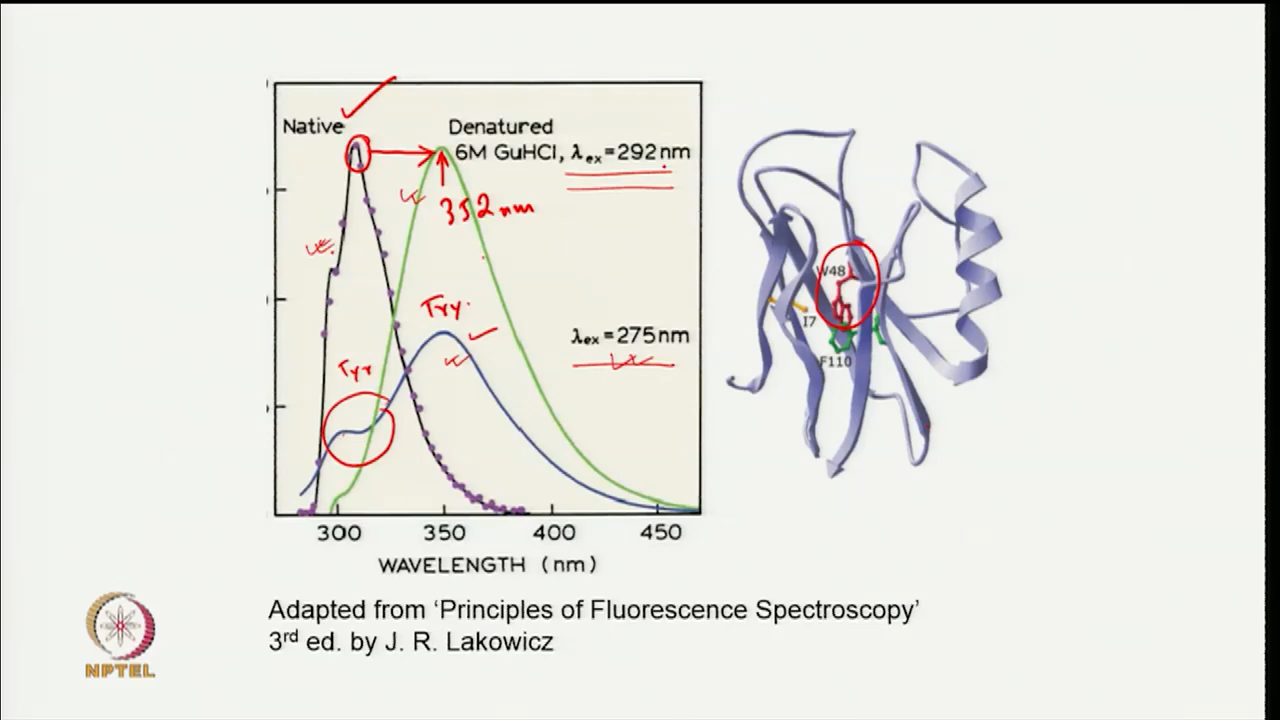 Native
Denatured
6M GuHCl, λex=292nm
352 nm
Try.
λex=275nm
Tyr
300 350 400 450
WAVELENGTH (nm)
W48
I7
F110
Adapted from ‘Principles of Fluorescence Spectroscopy’
3rd ed. by J. R. Lakowicz
NPTEL